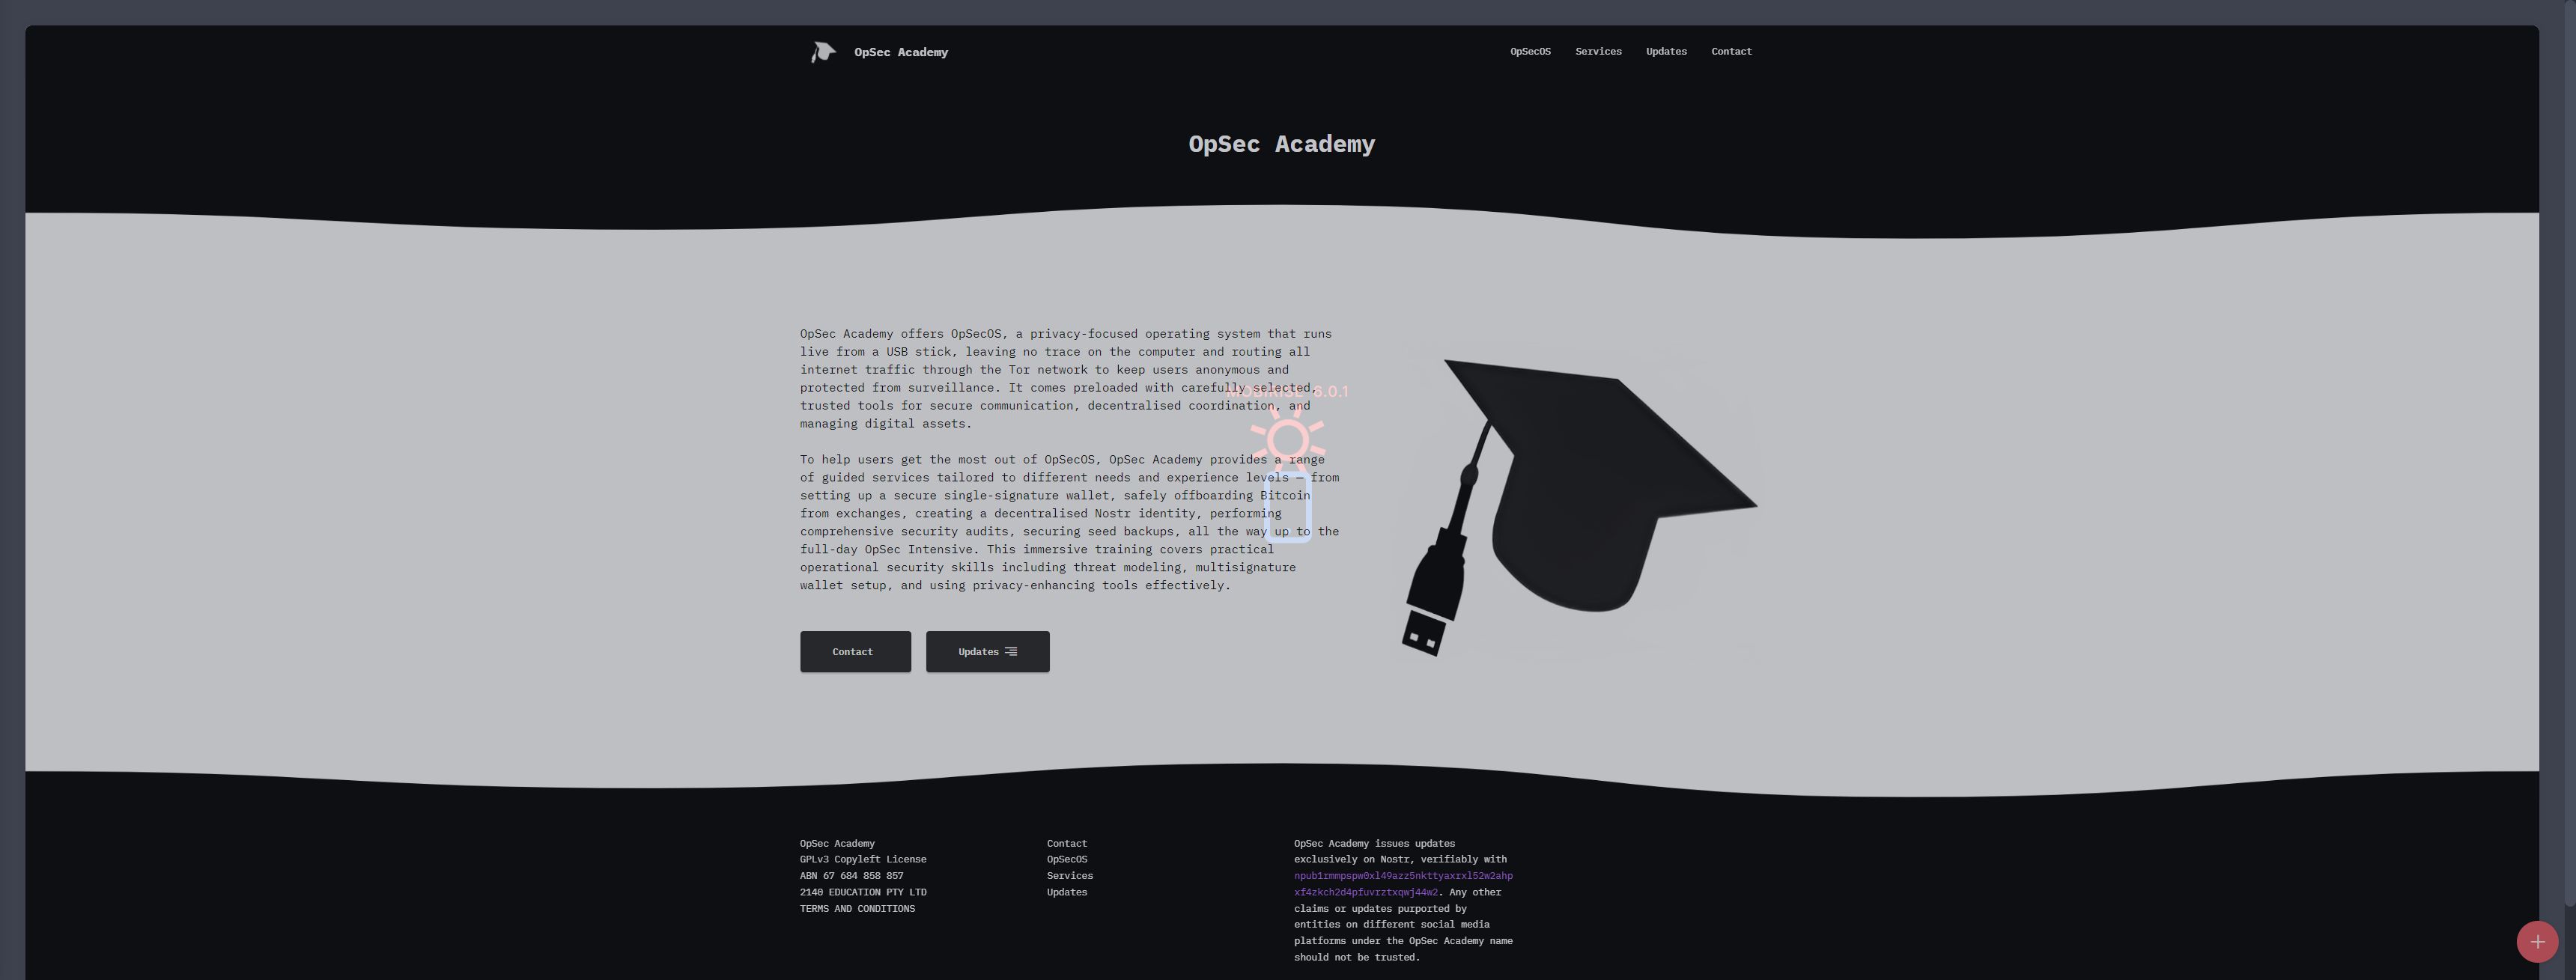 OpSec Academy
OpSecOS Services Updates Contact
OpSec Academy
OpSec Academy offers OpSecOS, a privacy-focused operating system that runs
live from a USB stick, leaving no trace on the computer and routing all
internet traffic through the Tor network to keep users anonymous and
protected from surveillance. It comes preloaded with carefully selected,
trusted tools for secure communication, decentralised coordination, and
managing digital assets.
MOBIRISE 6.0.1
To help users get the most out of OpSecOS, OpSec Academy provides a range
of guided services tailored to different needs and experience levels — from
setting up a secure single-signature wallet, safely offboarding Bitcoin
from exchanges, creating a decentralised Nostr identity, performing
comprehensive security audits, securing seed backups, all the way up to the
full-day OpSec Intensive. This immersive training covers practical
operational security skills including threat modeling, multisignature
wallet setup, and using privacy-enhancing tools effectively.
Contact
Updates
OpSec Academy
GPLv3 Copyleft License
ABN 67 684 858 857
2140 EDUCATION PTY LTD
TERMS AND CONDITIONS
Contact
OpSecOS
Services
Updates
OpSec Academy issues updates
exclusively on Nostr, verifiably with
npub1rmmpspw0xl49azz5nkttyaxrxl52w2ahp
xf4zkch2d4pfuvrztxqwj44w2. Any other
claims or updates purported by
entities on different social media
platforms under the OpSec Academy name
should not be trusted.